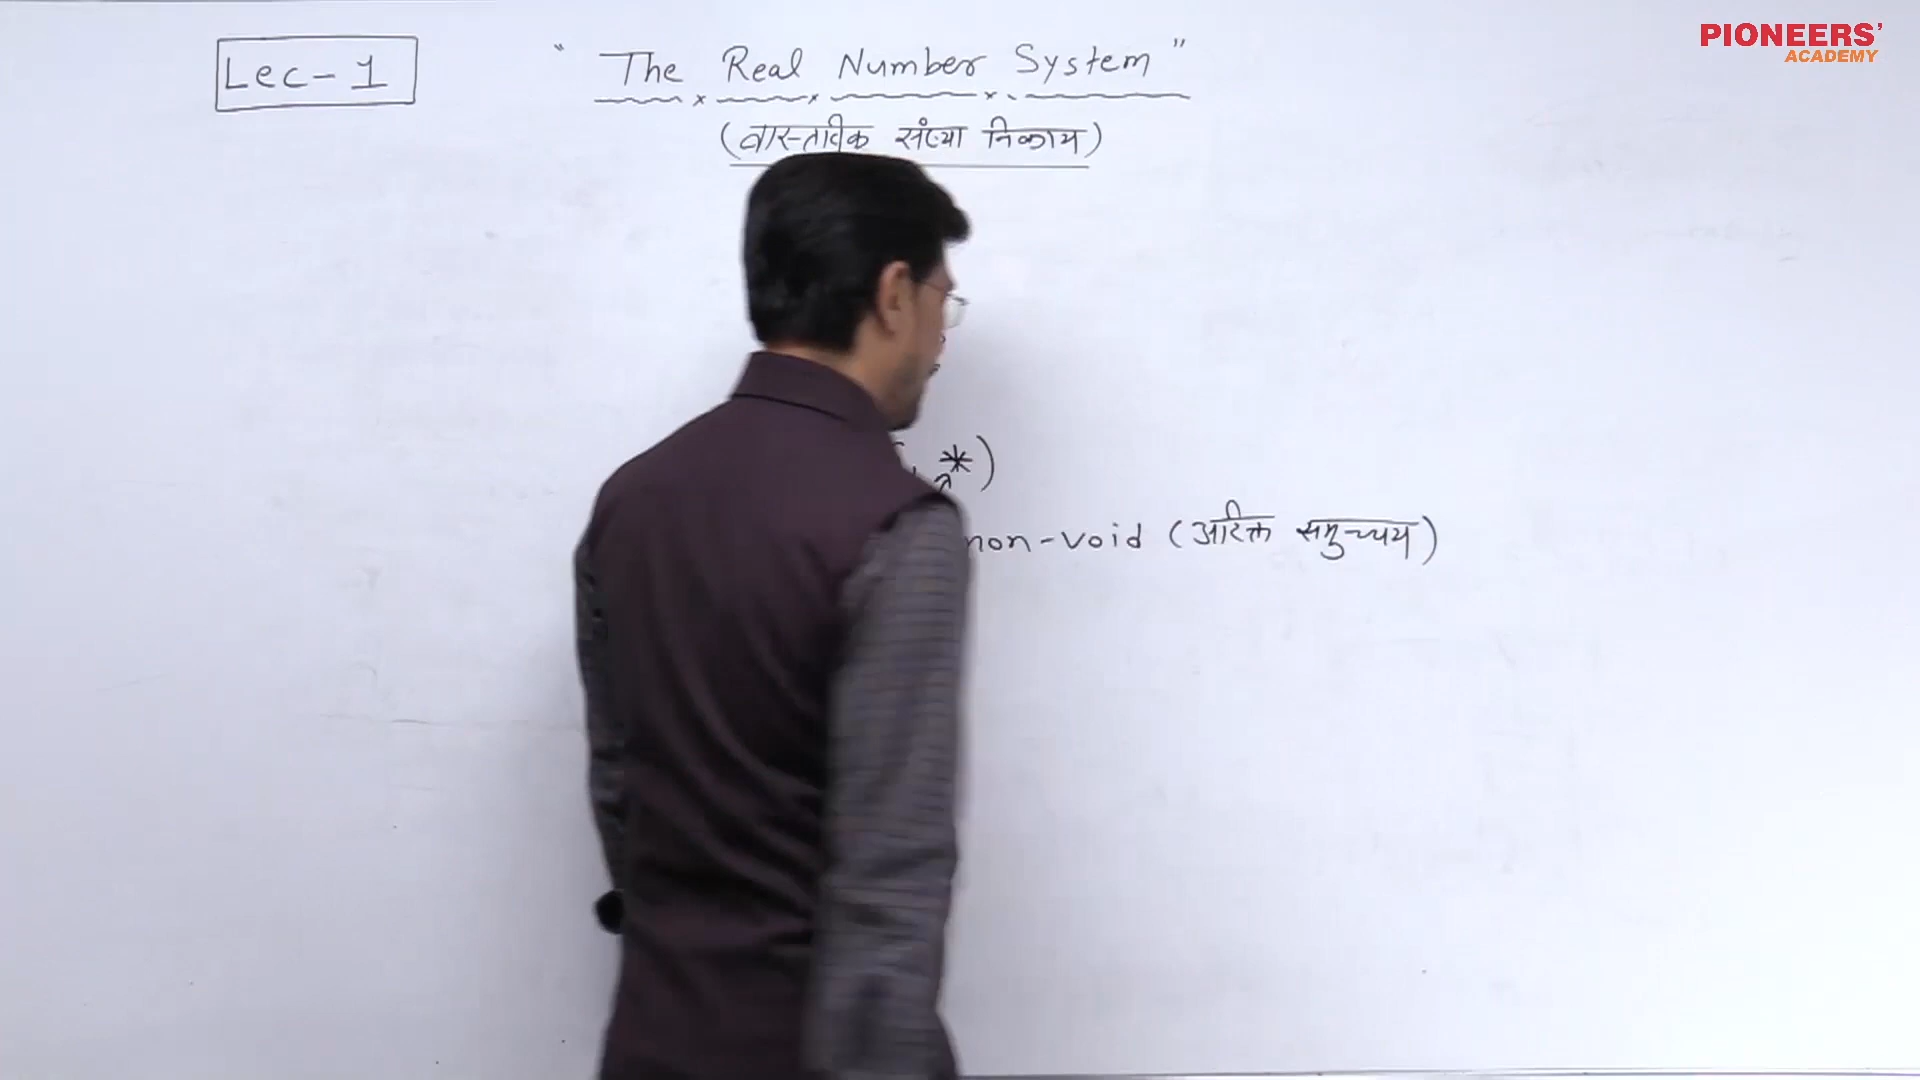 PIONEERS'
ACADEMY
Lec-1
" The Real Number System "
(वास्तविक संख्या निकाय)
*)
non-void (अरिक्त समुच्चय)